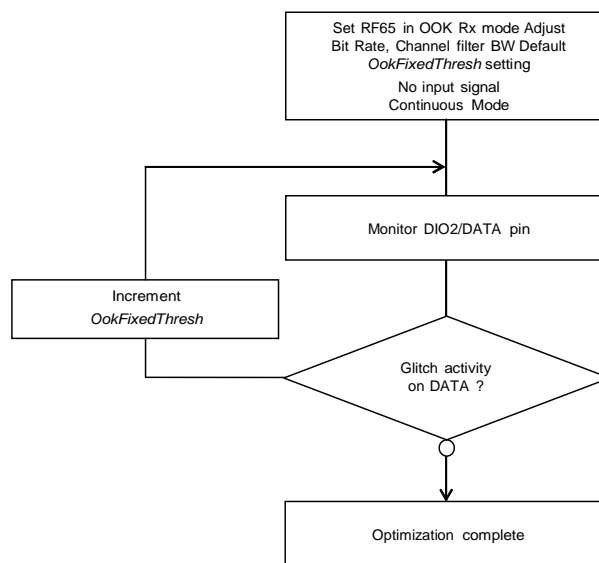 Set RF65 in OOK Rx mode Adjust
Bit Rate, Channel filter BW Default
OokFixedThresh setting
No input signal
Continuous Mode
Monitor DIO2/DATA pin
Increment
OokFixedThresh
Glitch activity
on DATA ?
Optimization complete